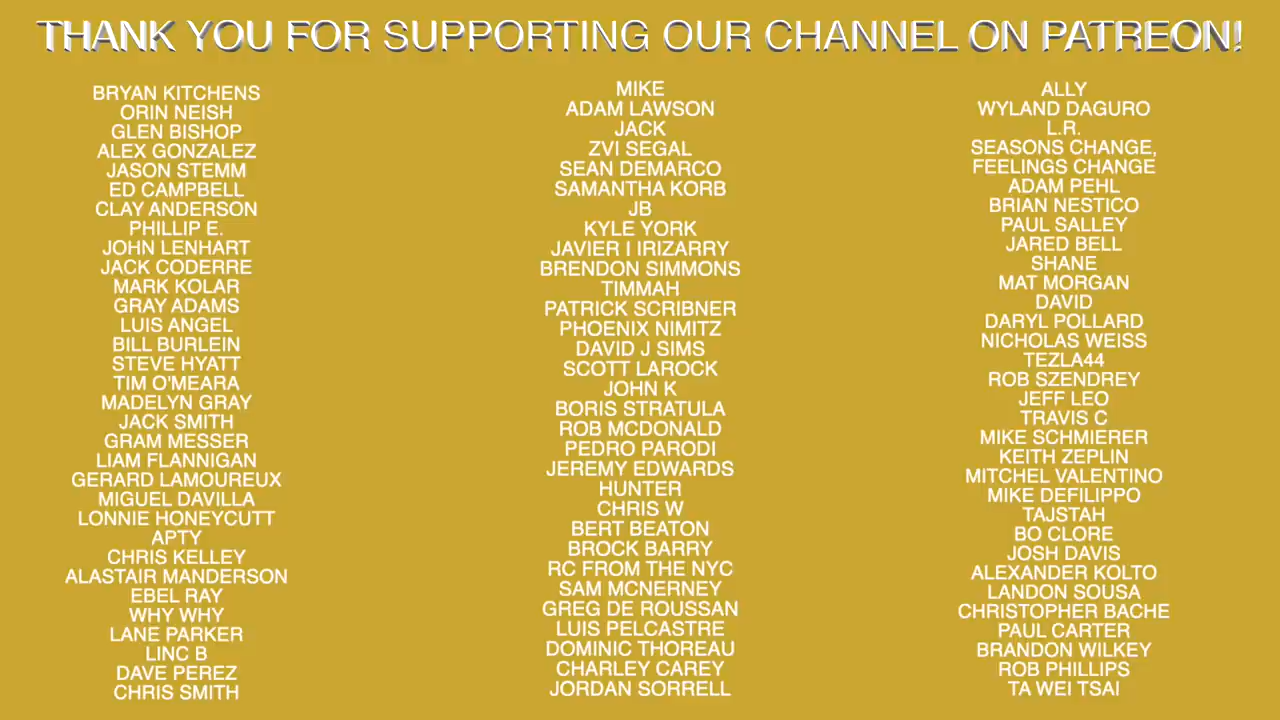 THANK YOU FOR SUPPORTING OUR CHANNEL ON PATREON!
BRYAN KITCHENS
ORIN NEISH
GLEN BISHOP
ALEX GONZALEZ
JASON STEMM
ED CAMPBELL
CLAY ANDERSON
PHILLIP E.
JOHN LENHART
JACK CODERRE
MARK KOLAR
GRAY ADAMS
LUIS ANGEL
BILL BURLEIN
STEVE HYATT
TIM O'MEARA
MADELYN GRAY
JACK SMITH
GRAM MESSER
LIAM FLANNIGAN
GERARD LAMOUREUX
MIGUEL DAVILLA
LONNIE HONEYCUTT
APTY
CHRIS KELLEY
ALASTAIR MANDERSON
EBEL RAY
WHY WHY
LANE PARKER
LINC B
DAVE PEREZ
CHRIS SMITH
MIKE
ADAM LAWSON
JACK
ZVI SEGAL
SEAN DEMARCO
SAMANTHA KORB
JB
KYLE YORK
JAVIER I IRIZARRY
BRENDON SIMMONS
TIMMAH
PATRICK SCRIBNER
PHOENIX NIMITZ
DAVID J SIMS
SCOTT LAROCK
JOHN K
BORIS STRATULA
ROB MCDONALD
PEDRO PARODI
JEREMY EDWARDS
HUNTER
CHRIS W
BERT BEATON
BROCK BARRY
RC FROM THE NYC
SAM MCNERNEY
GREG DE ROUSSAN
LUIS PELCASTRE
DOMINIC THOREAU
CHARLEY CAREY
JORDAN SORRELL
ALLY
WYLAND DAGURO
L.R.
SEASONS CHANGE,
FEELINGS CHANGE
ADAM PEHL
BRIAN NESTICO
PAUL SALLEY
JARED BELL
SHANE
MAT MORGAN
DAVID
DARYL POLLARD
NICHOLAS WEISS
TEZLA44
ROB SZENDREY
JEFF LEO
TRAVIS C
MIKE SCHMIERER
KEITH ZEPLIN
MITCHEL VALENTINO
MIKE DEFILIPPO
TAJSTAH
BO CLORE
JOSH DAVIS
ALEXANDER KOLTO
LANDON SOUSA
CHRISTOPHER BACHE
PAUL CARTER
BRANDON WILKEY
ROB PHILLIPS
TA WEI TSAI